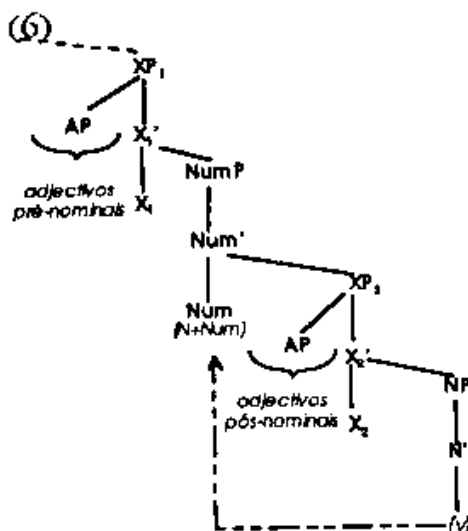 (6)
XP₁
AP X₁'
adjectivos
pré-nominais X₁
NumP
Num'
Num
(N+Num)
XP₂
AP X₂'
adjectivos
pós-nominais X₂
NP
N'